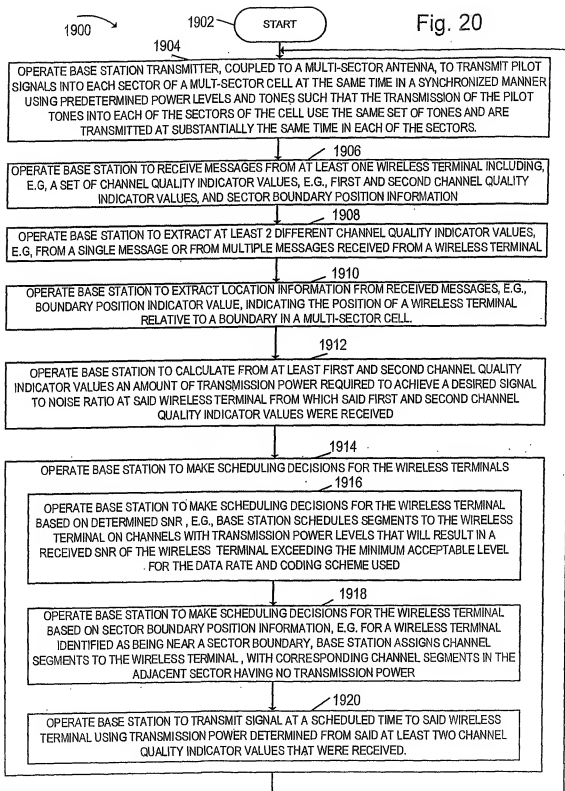 1900
1902
START
Fig. 20
1904
OPERATE BASE STATION TRANSMITTER, COUPLED TO A MULTI-SECTOR ANTENNA, TO TRANSMIT PILOT
SIGNALS INTO EACH SECTOR OF A MULT-SECTOR CELL AT THE SAME TIME IN A SYNCHRONIZED MANNER
USING PREDETERMINED POWER LEVELS AND TONES SUCH THAT THE TRANSMISSION OF THE PILOT
TONES INTO EACH OF THE SECTORS OF THE CELL USE THE SAME SET OF TONES AND ARE
TRANSMITTED AT SUBSTANTIALLY THE SAME TIME IN EACH OF THE SECTORS.
1906
OPERATE BASE STATION TO RECEIVE MESSAGES FROM AT LEAST ONE WIRELESS TERMINAL INCLUDING,
E.G, A SET OF CHANNEL QUALITY INDICATOR VALUES, E.G., FIRST AND SECOND CHANNEL QUALITY
INDICATOR VALUES, AND SECTOR BOUNDARY POSITION INFORMATION
1908
OPERATE BASE STATION TO EXTRACT AT LEAST 2 DIFFERENT CHANNEL QUALITY INDICATOR VALUES,
E.G, FROM A SINGLE MESSAGE OR FROM MULTIPLE MESSAGES RECEIVED FROM A WIRELESS TERMINAL
1910
OPERATE BASE STATION TO EXTRACT LOCATION INFORMATION FROM RECEIVED MESSAGES, E.G.,
BOUNDARY POSITION INDICATOR VALUE, INDICATING THE POSITION OF A WIRELESS TERMINAL
RELATIVE TO A BOUNDARY IN A MULTI-SECTOR CELL.
1912
OPERATE BASE STATION TO CALCULATE FROM AT LEAST FIRST AND SECOND CHANNEL QUALITY
INDICATOR VALUES AN AMOUNT OF TRANSMISSION POWER REQUIRED TO ACHIEVE A DESIRED SIGNAL
TO NOISE RATIO AT SAID WIRELESS TERMINAL FROM WHICH SAID FIRST AND SECOND CHANNEL
QUALITY INDICATOR VALUES WERE RECEIVED
1914
OPERATE BASE STATION TO MAKE SCHEDULING DECISIONS FOR THE WIRELESS TERMINALS
1916
OPERATE BASE STATION TO MAKE SCHEDULING DECISIONS FOR THE WIRELESS TERMINAL
BASED ON DETERMINED SNR , E.G., BASE STATION SCHEDULES SEGMENTS TO THE WIRELESS
TERMINAL ON CHANNELS WITH TRANSMISSION POWER LEVELS THAT WILL RESULT IN A
RECEIVED SNR OF THE WIRELESS TERMINAL EXCEEDING THE MINIMUM ACCEPTABLE LEVEL
FOR THE DATA RATE AND CODING SCHEME USED
1918
OPERATE BASE STATION TO MAKE SCHEDULING DECISIONS FOR THE WIRELESS TERMINAL
BASED ON SECTOR BOUNDARY POSITION INFORMATION, E.G. FOR A WIRELESS TERMINAL
IDENTIFIED AS BEING NEAR A SECTOR BOUNDARY, BASE STATION ASSIGNS CHANNEL
SEGMENTS TO THE WIRELESS TERMINAL , WITH CORRESPONDING CHANNEL SEGMENTS IN THE
ADJACENT SECTOR HAVING NO TRANSMISSION POWER
1920
OPERATE BASE STATION TO TRANSMIT SIGNAL AT A SCHEDULED TIME TO SAID WIRELESS
TERMINAL USING TRANSMISSION POWER DETERMINED FROM SAID AT LEAST TWO CHANNEL
QUALITY INDICATOR VALUES THAT WERE RECEIVED.